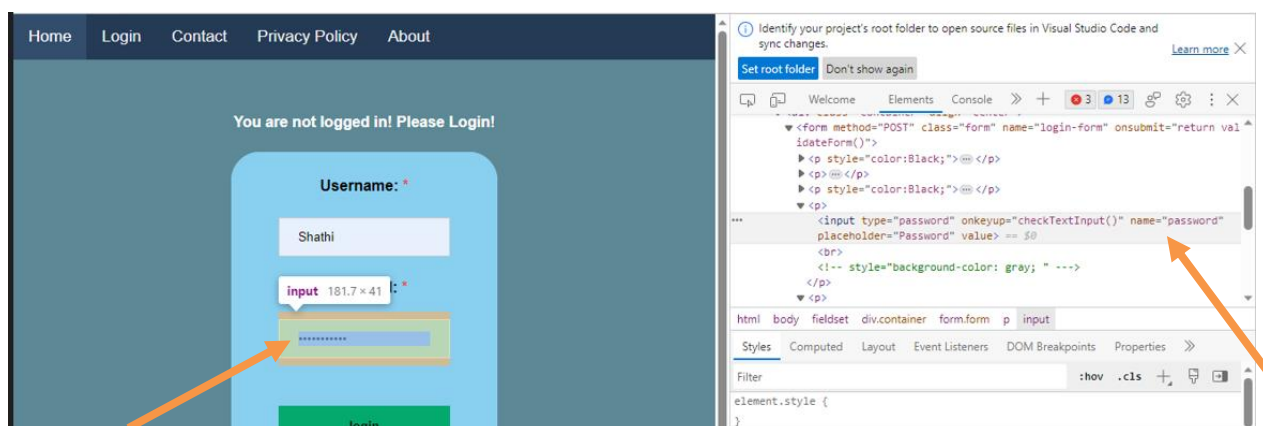 Home Login Contact Privacy Policy About
You are not logged in! Please Login!
Username: *
Shathi
input 181.7 × 41
: *
Identify your project's root folder to open source files in Visual Studio Code and
sync changes.
Learn more
Set root folder Don't show again
Welcome Elements Console 3 13
<form method="POST" class="form" name="login-form" onsubmit="return val
idateForm()">
<p style="color:Black;">…</p>
<p>…</p>
<p style="color:Black;">…</p>
<p>
<input type="password" onkeyup="checkTextInput()" name="password"
placeholder="Password" value> == $0
<br>
<!-- style="background-color: gray; " --->
</p>
<p>
html body fieldset div.container form.form p input
Styles Computed Layout Event Listeners DOM Breakpoints Properties
Filter :hov .cls
element.style {
}